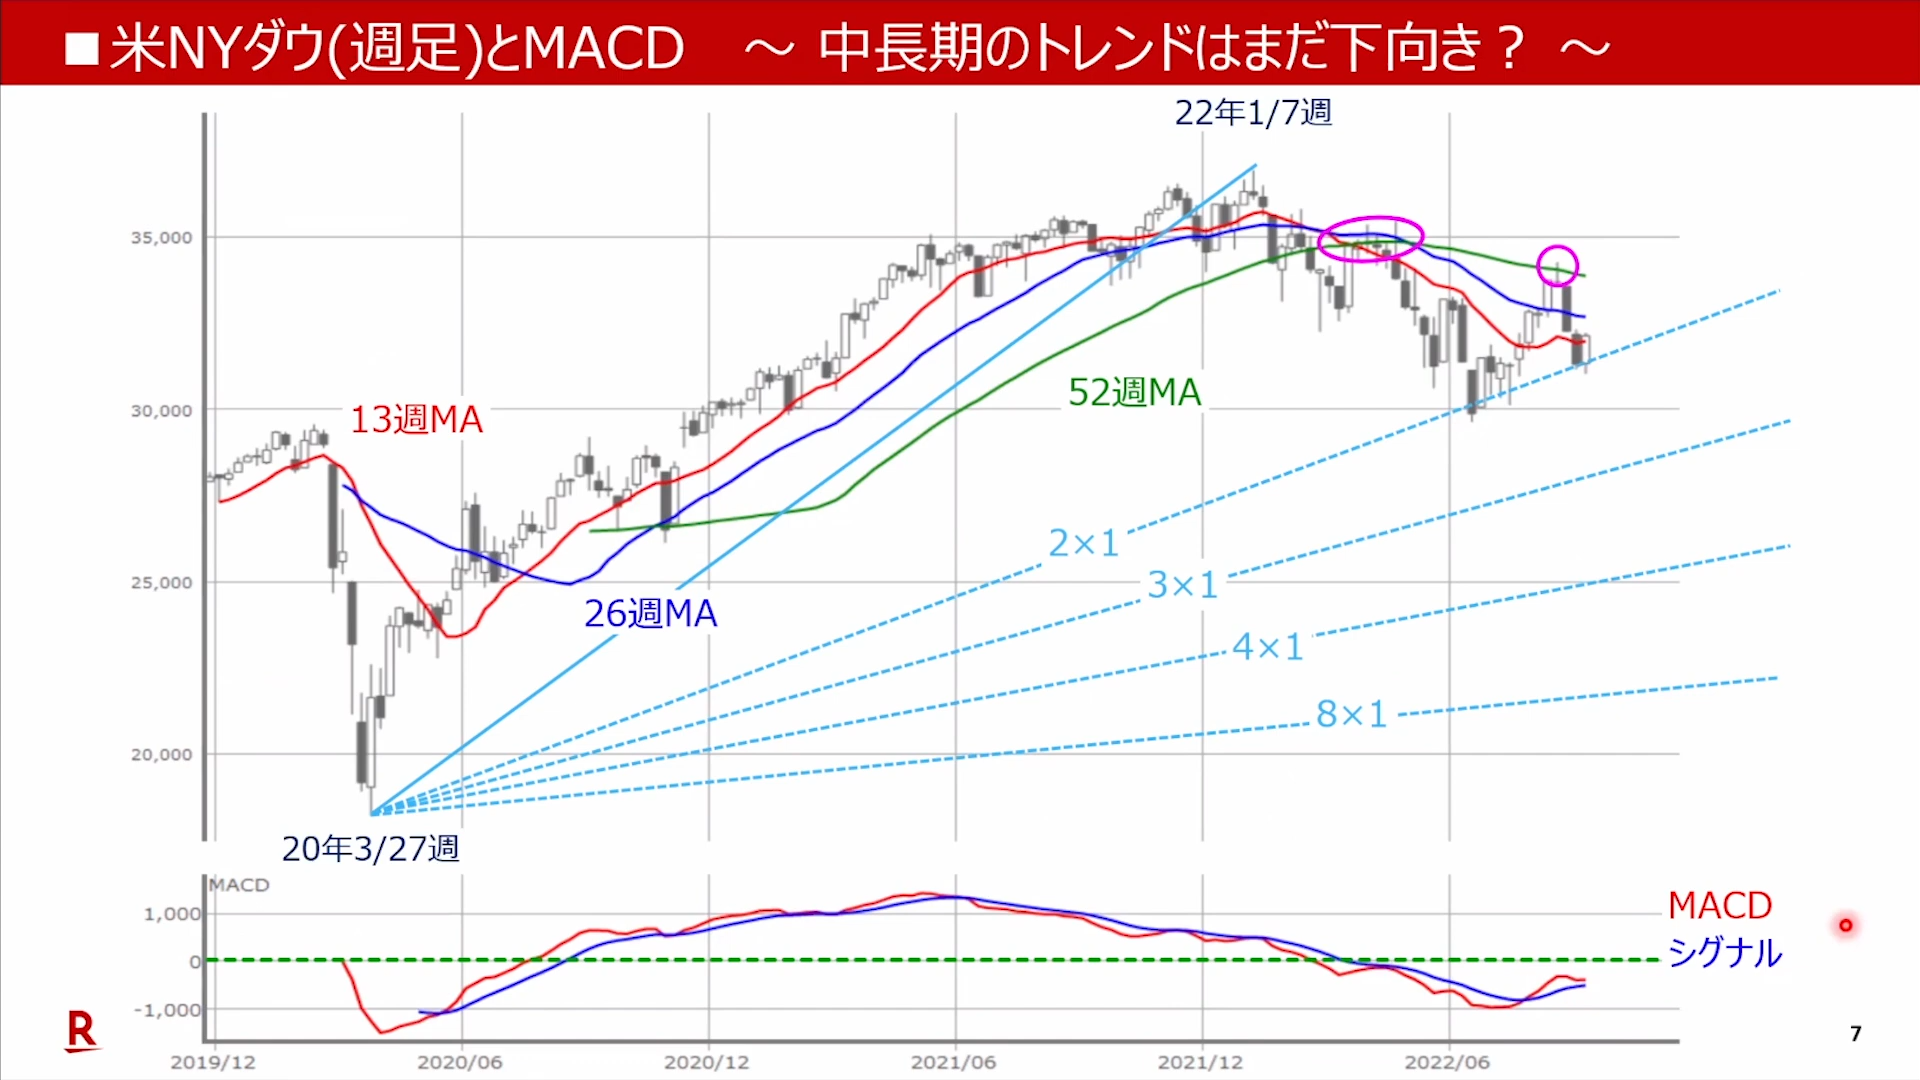 ■米NYダウ(週足)とMACD ～ 中長期のトレンドはまだ下向き？ ～
22年1/7週
35,000
30,000
25,000
20,000
13週MA
52週MA
26週MA
2×1
3×1
4×1
8×1
20年3/27週
MACD
1,000
0
-1,000
MACD
シグナル
2019/12
2020/06
2020/12
2021/06
2021/12
2022/06
R
7